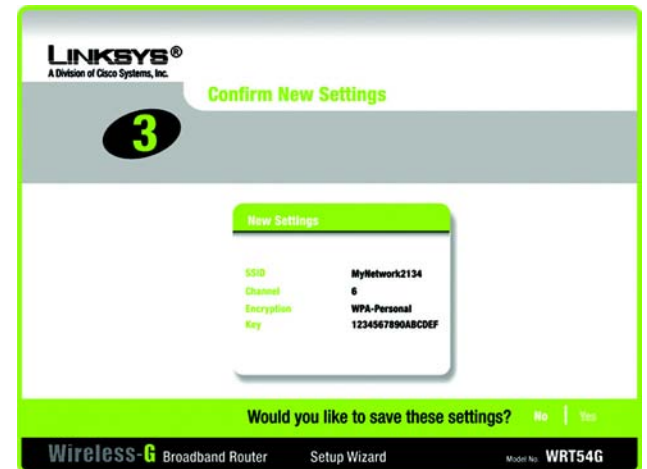 LINKSYS®
A Division of Cisco Systems, Inc.
Confirm New Settings
3
New Settings
SSID MyNetwork2134
Channel 6
Encryption WPA-Personal
Key 1234567890ABCDEF
Would you like to save these settings? No Yes
Wireless-G Broadband Router Setup Wizard Model No. WRT54G